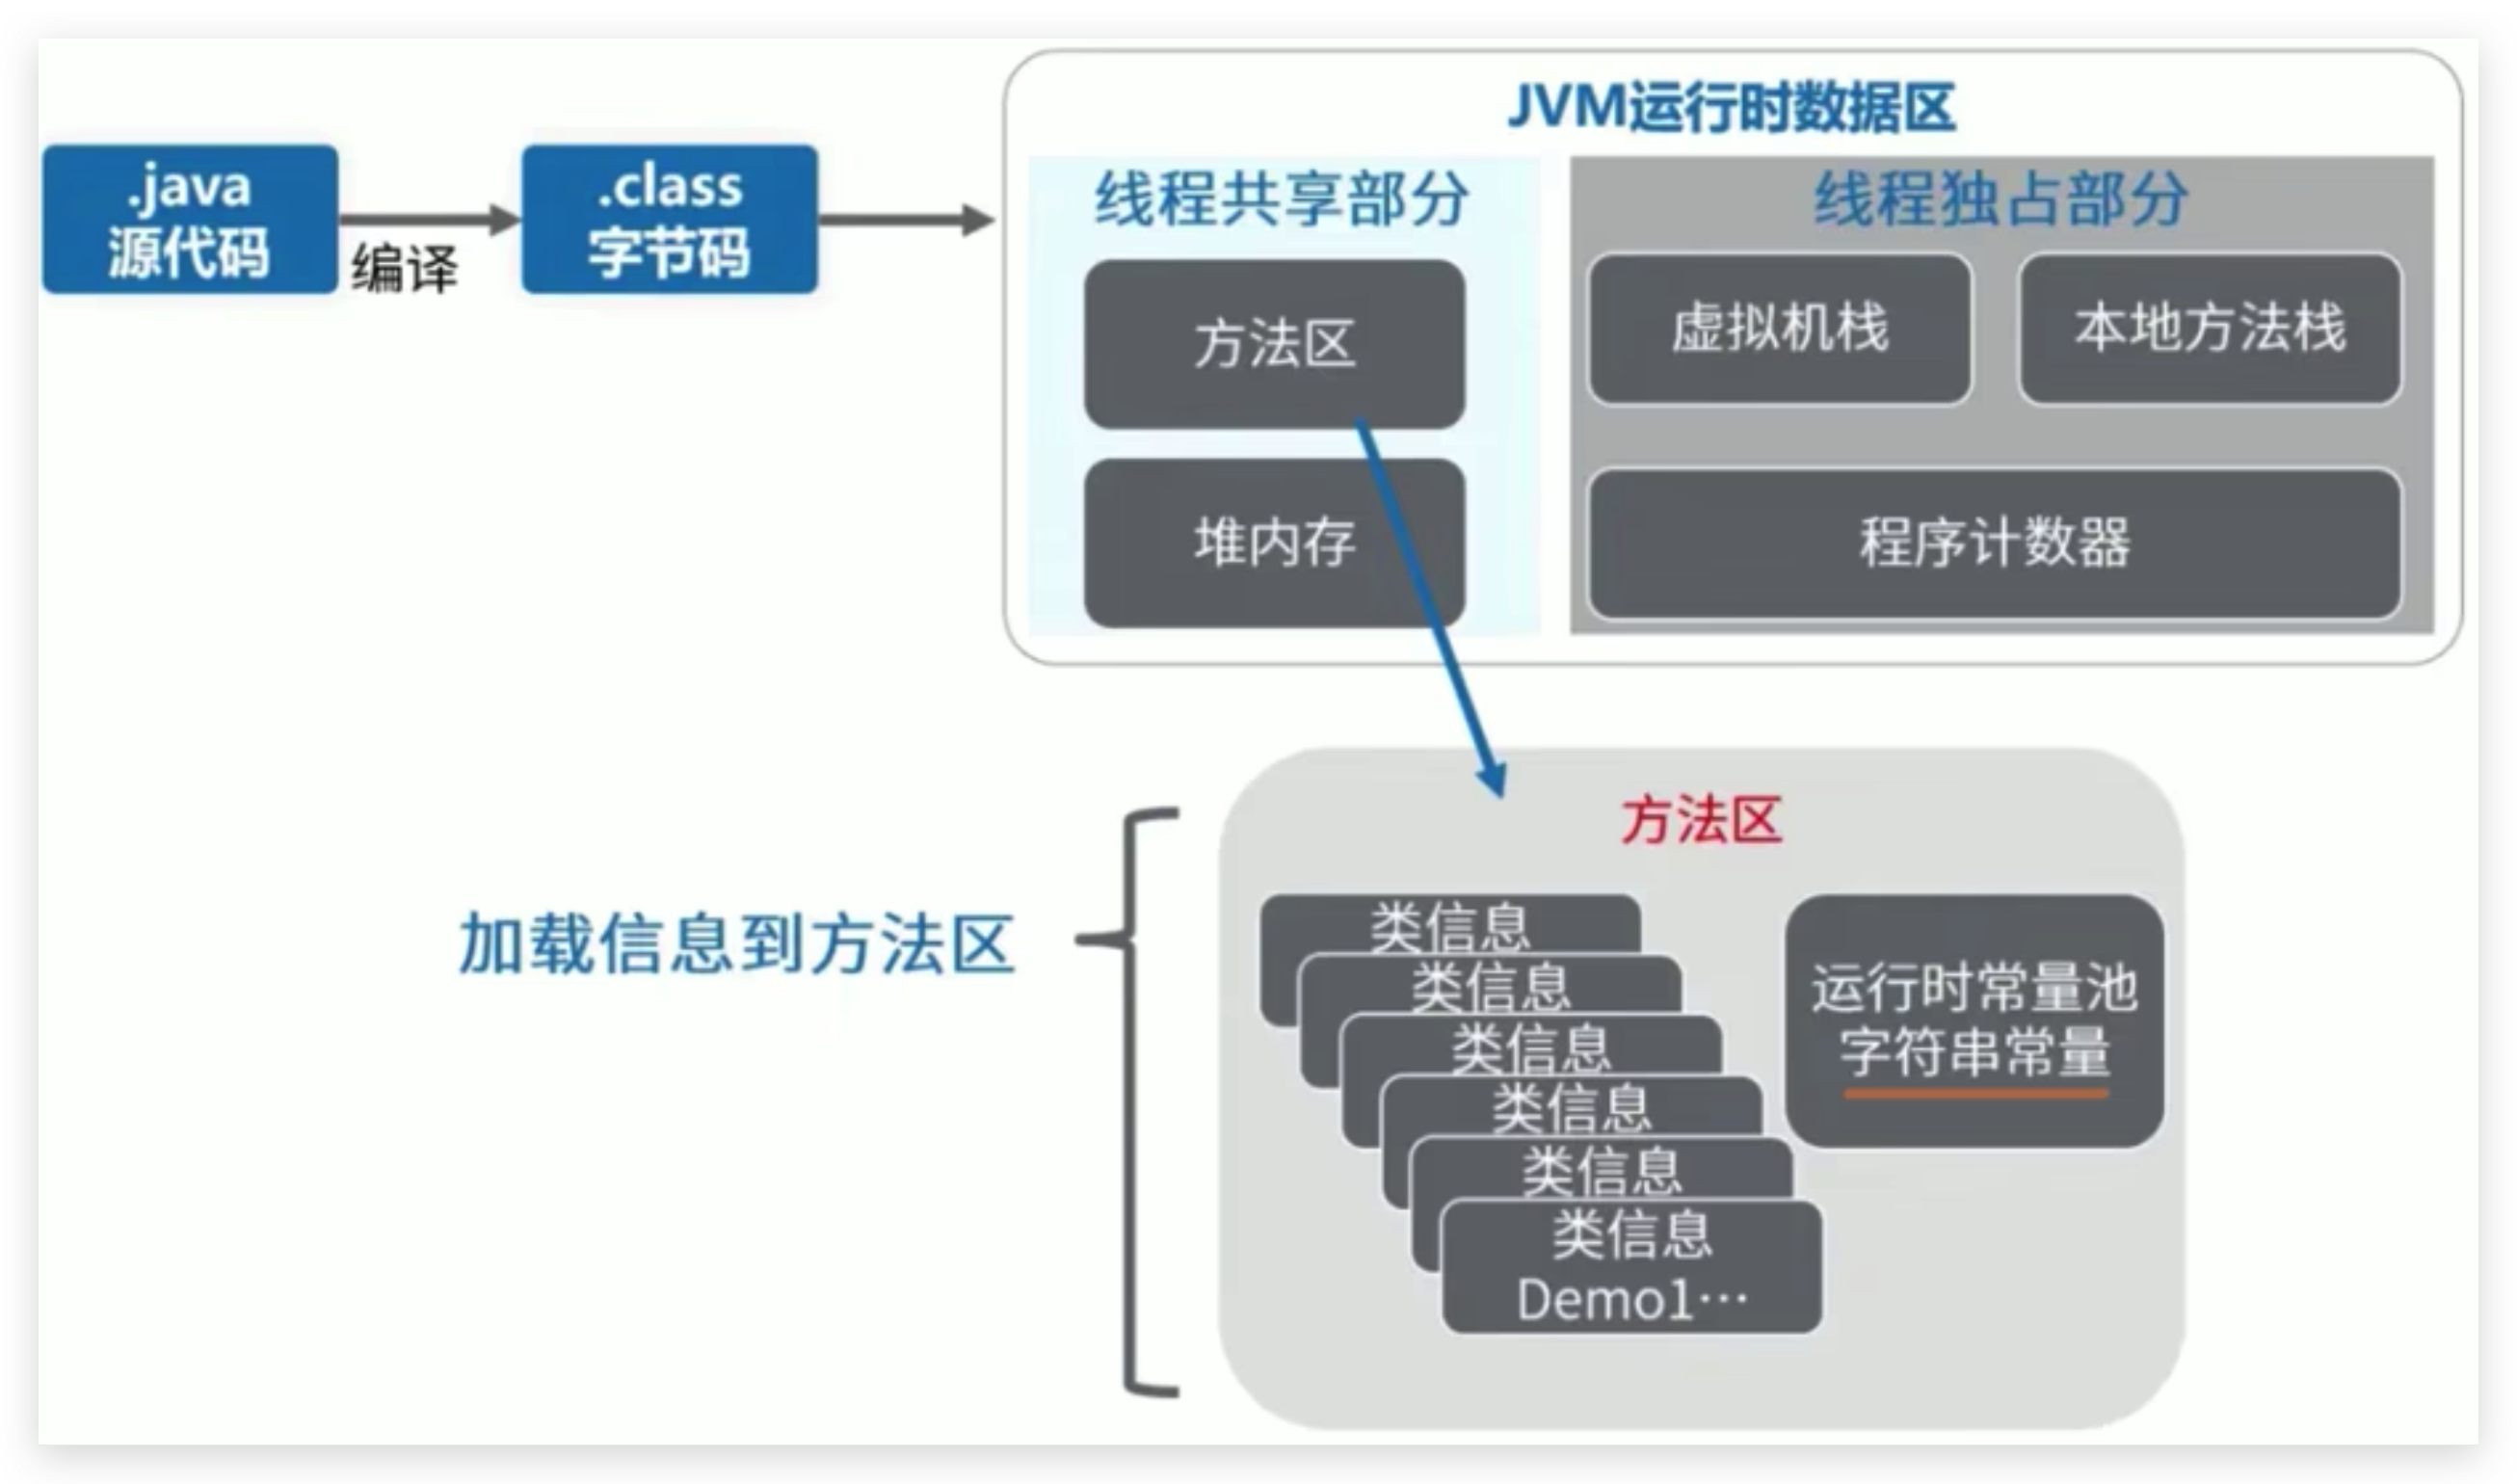 .java
源代码
编译
.class
字节码
JVM运行时数据区
线程共享部分
方法区
堆内存
线程独占部分
虚拟机栈
本地方法栈
程序计数器
加载信息到方法区
方法区
类信息
类信息
类信息
类信息
类信息
类信息
Demo1…
运行时常量池
字符串常量